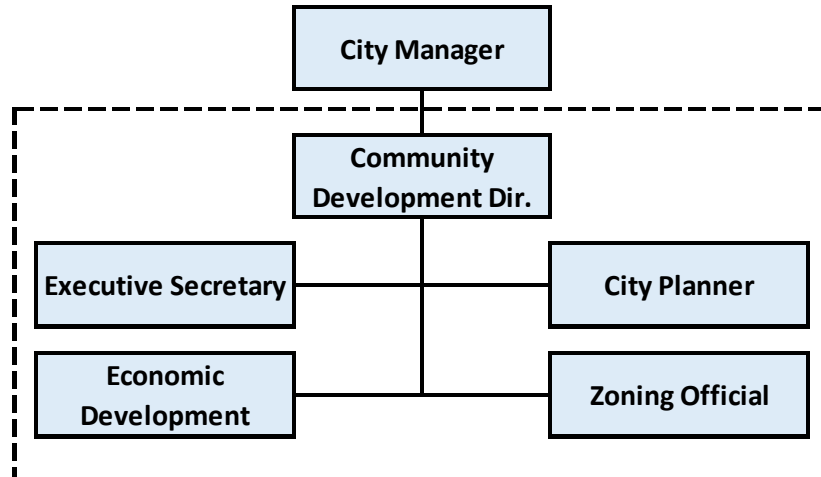 City Manager
Community
Development Dir.
Executive Secretary
City Planner
Economic
Development
Zoning Official